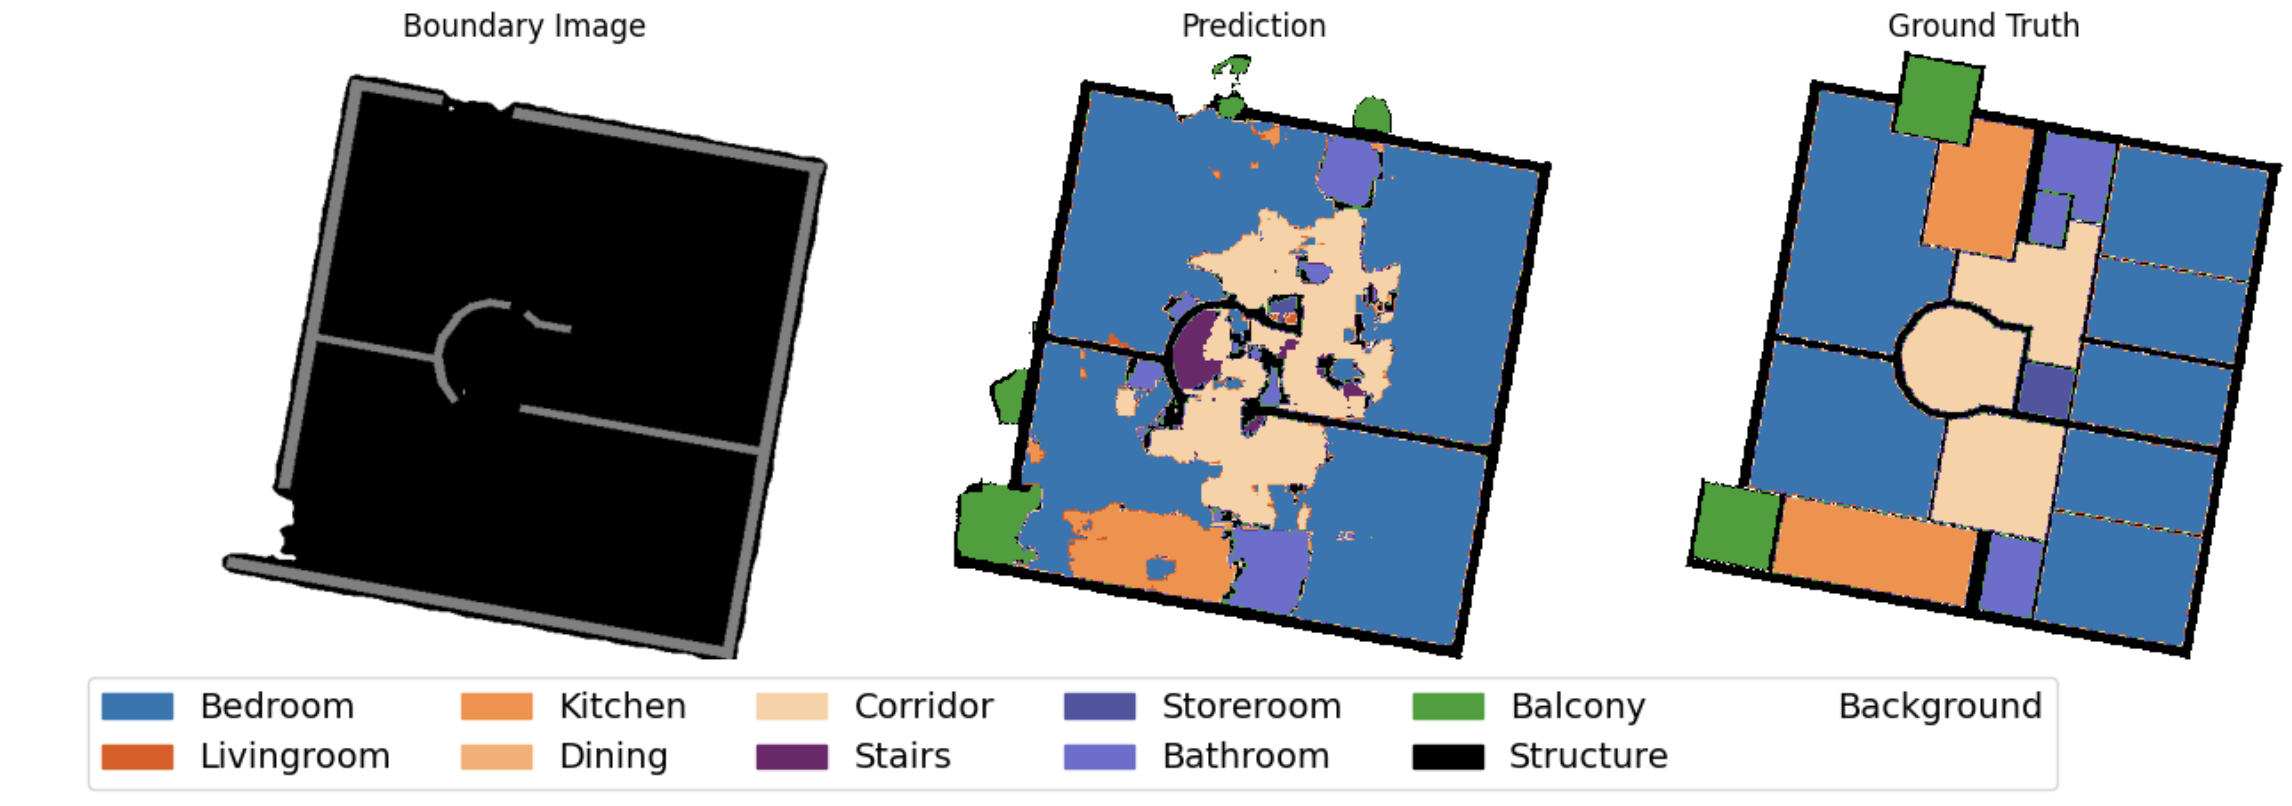 Boundary Image
Prediction
Ground Truth
Bedroom
Kitchen
Corridor
Storeroom
Balcony
Background
Livingroom
Dining
Stairs
Bathroom
Structure